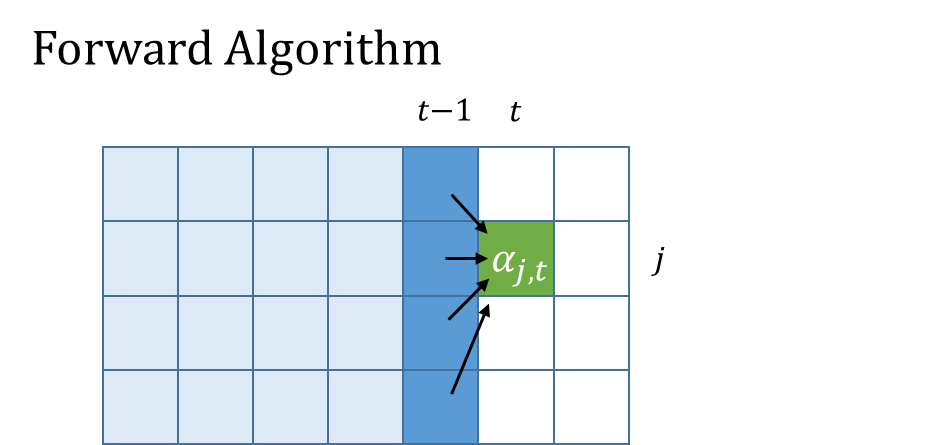 Forward Algorithm
t−1 t
α_{j,t}
j